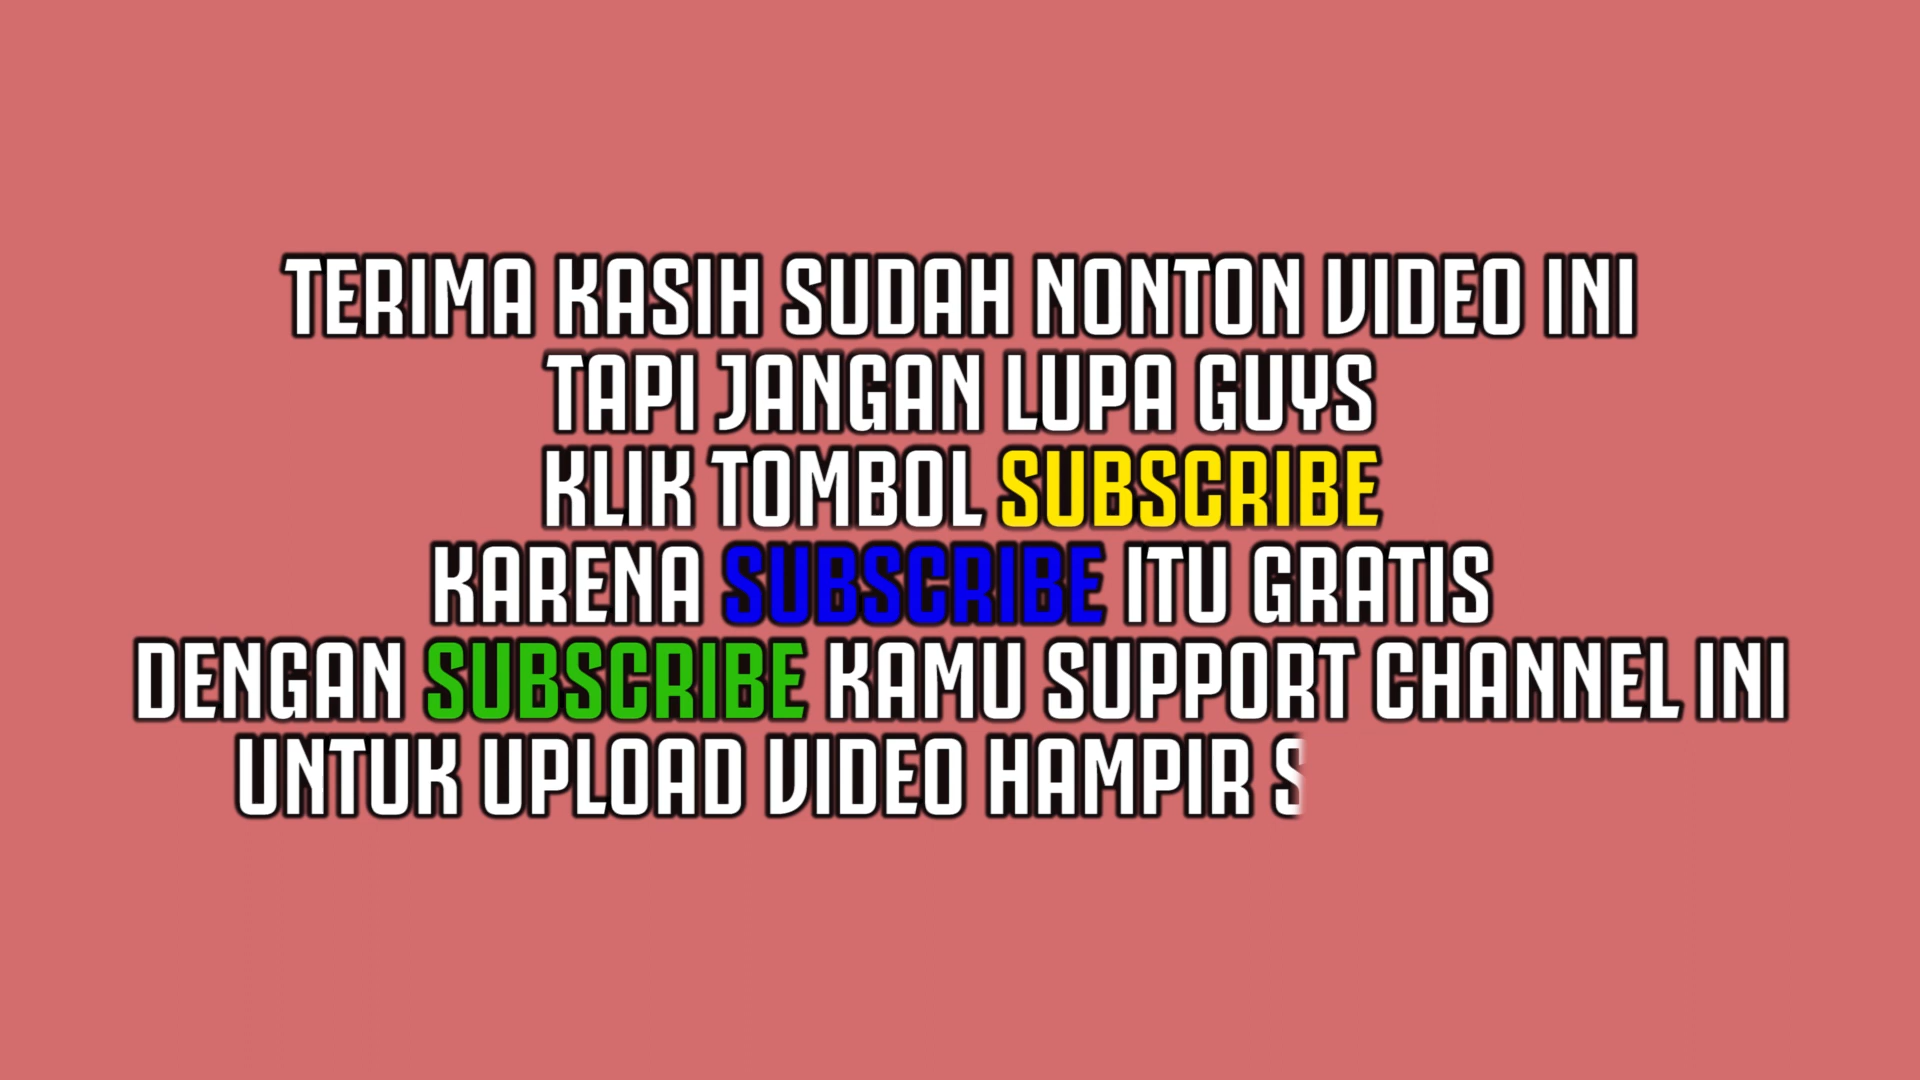 TERIMA KASIH SUDAH NONTON VIDEO INI
TAPI JANGAN LUPA GUYS
KLIK TOMBOL SUBSCRIBE
KARENA SUBSCRIBE ITU GRATIS
DENGAN SUBSCRIBE KAMU SUPPORT CHANNEL INI
UNTUK UPLOAD VIDEO HAMPIR